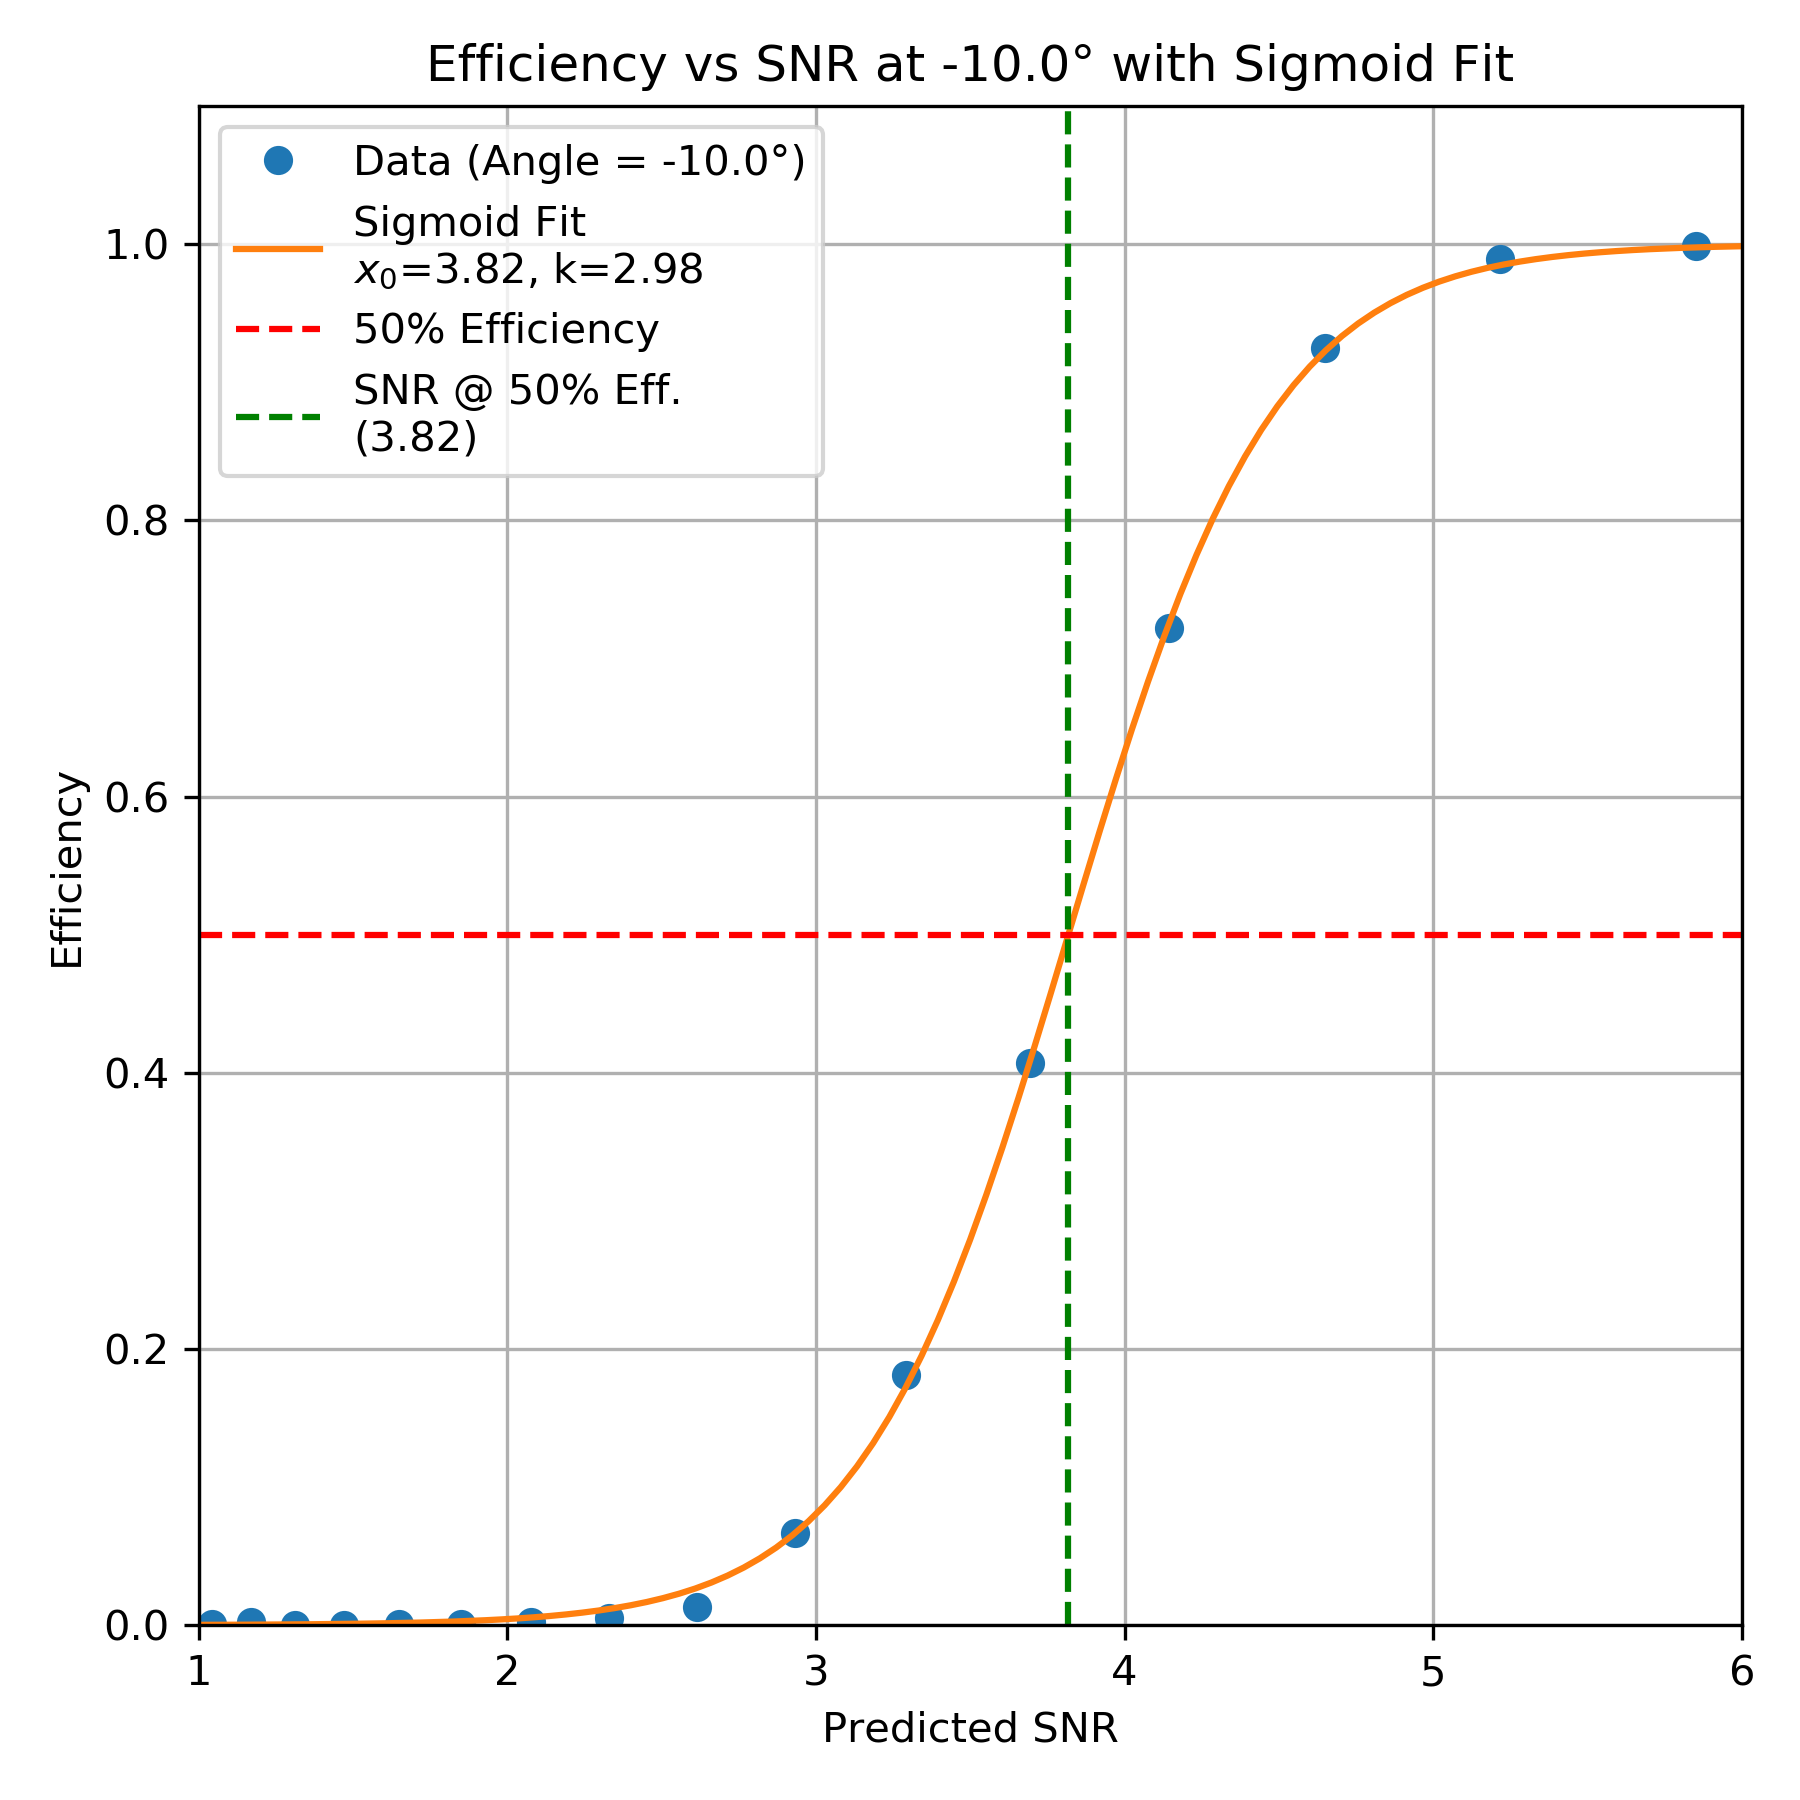 Efficiency vs SNR at -10.0° with Sigmoid Fit
Data (Angle = -10.0°)
Sigmoid Fit
x₀=3.82, k=2.98
50% Efficiency
SNR @ 50% Eff.
(3.82)
1.0
0.8
0.6
0.4
0.2
0.0
Efficiency
1 2 3 4 5 6
Predicted SNR